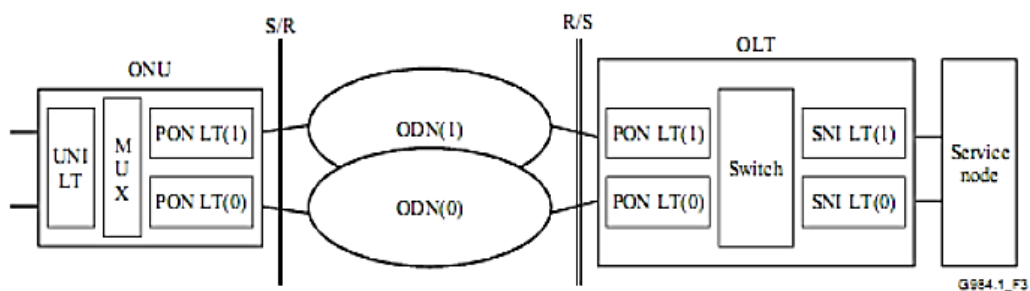 S/R
R/S
ONU
OLT
UNI
LT
M
U
X
PON LT(1)
PON LT(0)
ODN(1)
ODN(0)
PON LT(1)
PON LT(0)
Switch
SNI LT(1)
SNI LT(0)
Service
node
G984.1_F3